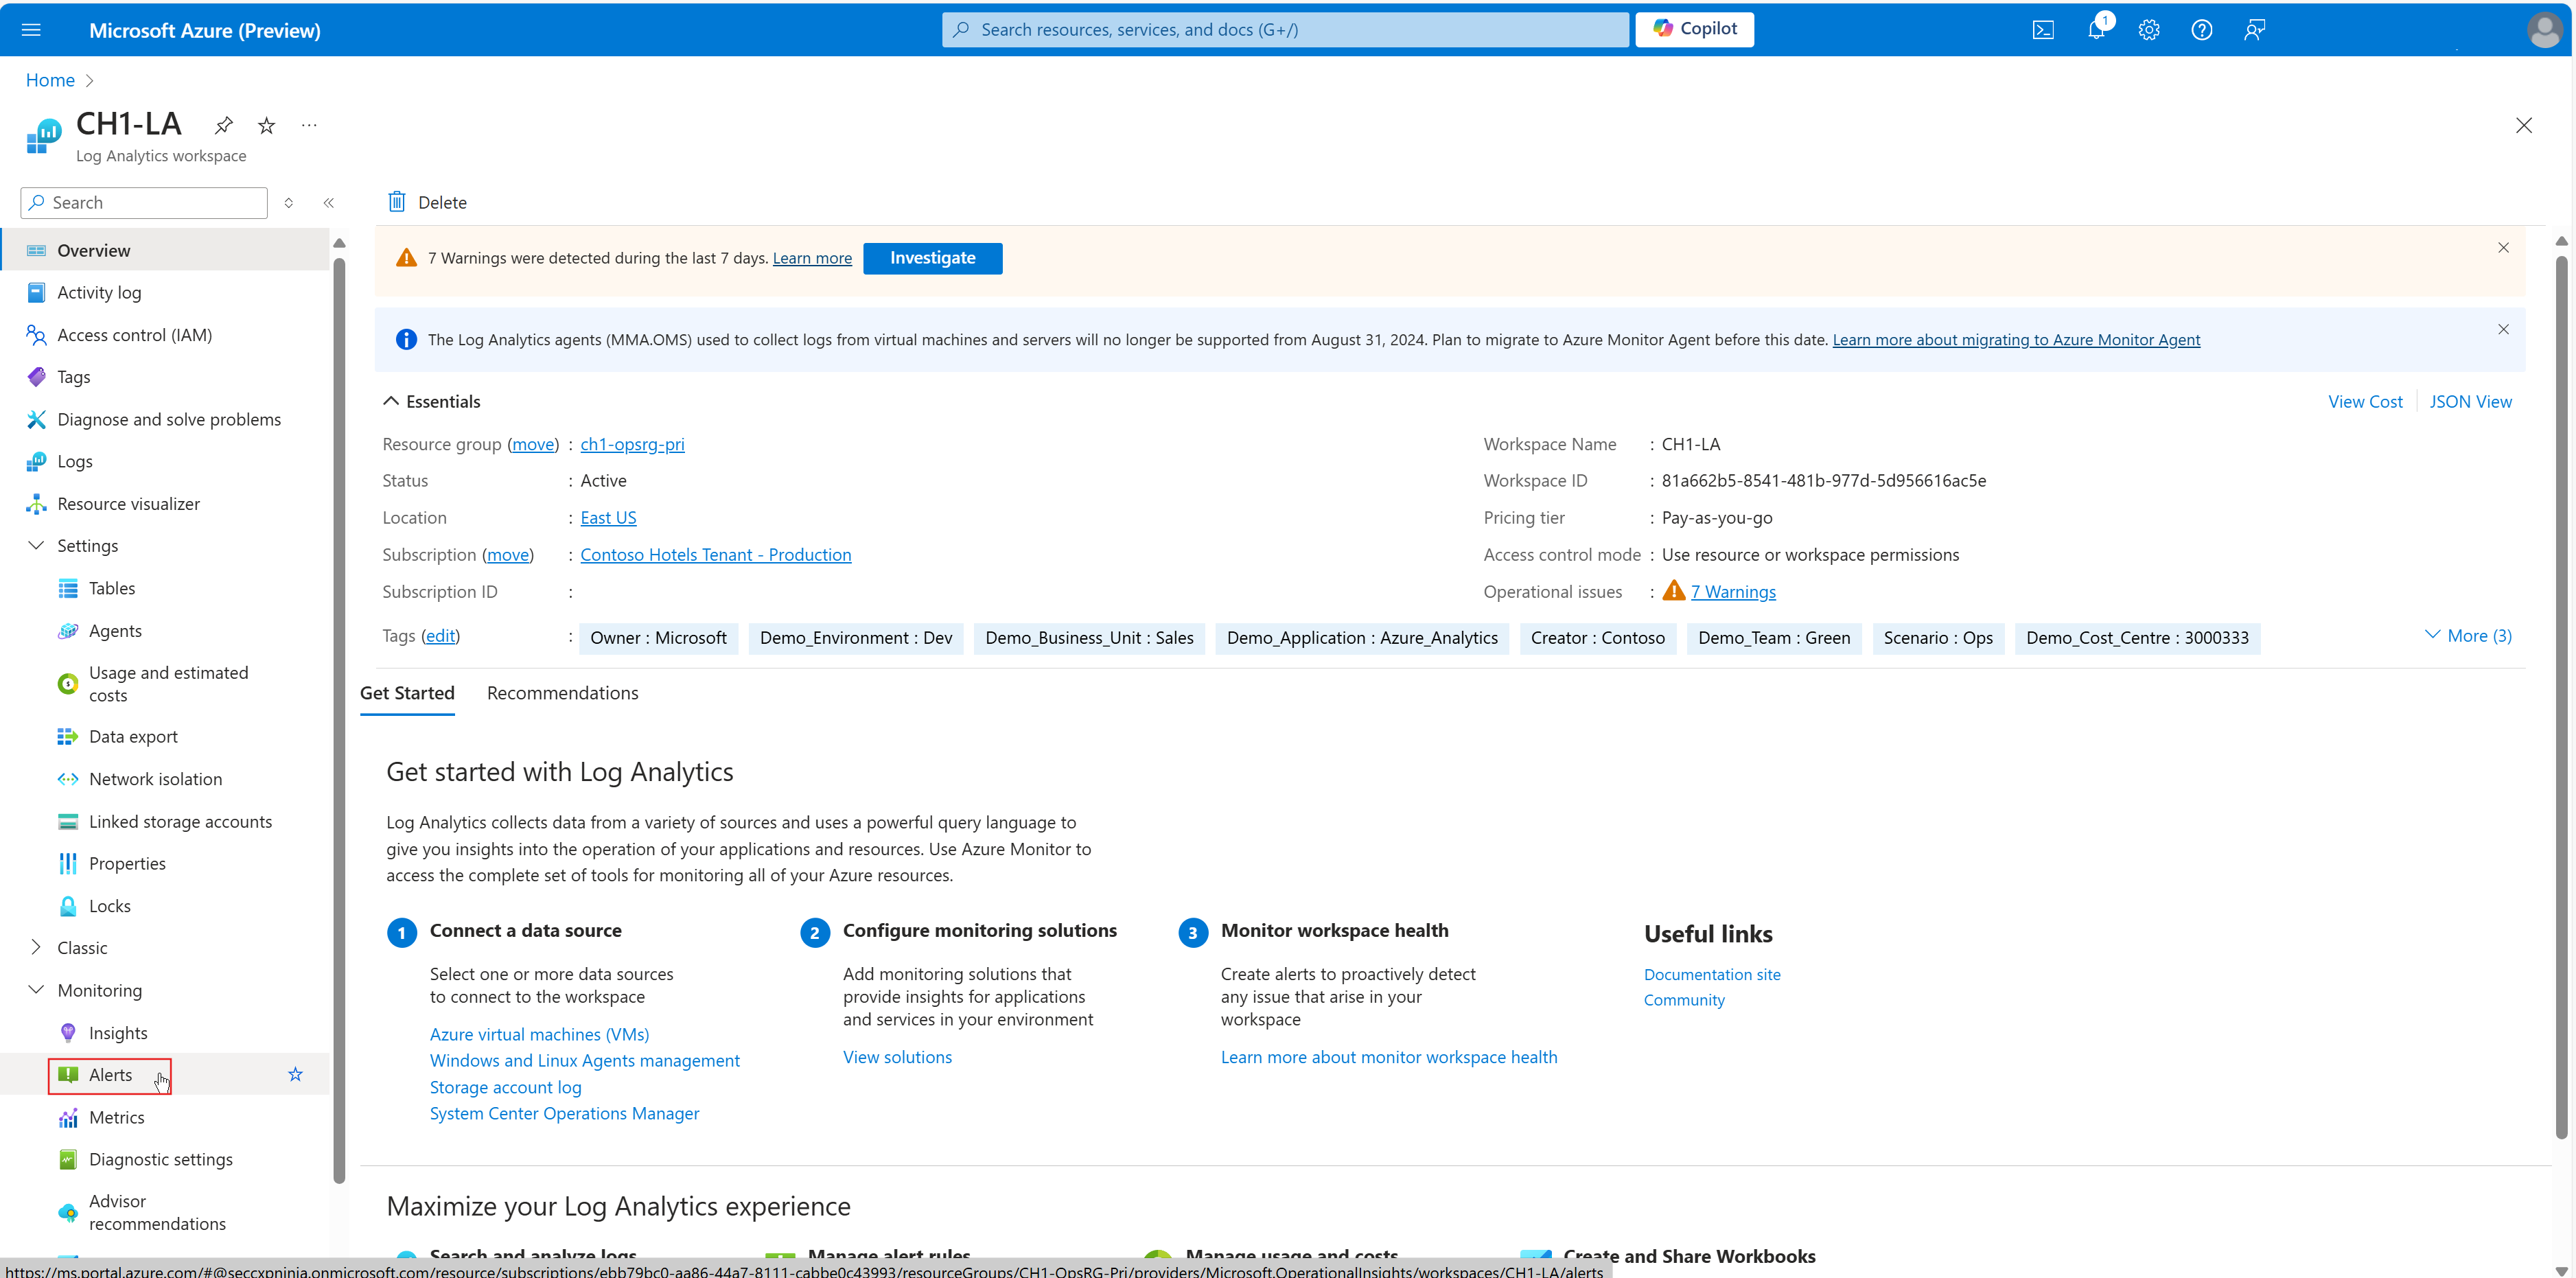 Microsoft Azure (Preview)
Search resources, services, and docs (G+/)
Copilot
1
Home
CH1-LA
Log Analytics workspace
Search
Delete
Overview
Activity log
Access control (IAM)
Tags
Diagnose and solve problems
Logs
Resource visualizer
Settings
Tables
Agents
Usage and estimated
costs
Data export
Network isolation
Linked storage accounts
Properties
Locks
Classic
Monitoring
Insights
Alerts
Metrics
Diagnostic settings
Advisor
recommendations
7 Warnings were detected during the last 7 days. Learn more
Investigate
The Log Analytics agents (MMA.OMS) used to collect logs from virtual machines and servers will no longer be supported from August 31, 2024. Plan to migrate to Azure Monitor Agent before this date. Learn more about migrating to Azure Monitor Agent
Essentials
View Cost
JSON View
Resource group (move) : ch1-opsrg-pri
Status : Active
Location : East US
Subscription (move) : Contoso Hotels Tenant - Production
Subscription ID :
Workspace Name : CH1-LA
Workspace ID : 81a662b5-8541-481b-977d-5d956616ac5e
Pricing tier : Pay-as-you-go
Access control mode : Use resource or workspace permissions
Operational issues : 7 Warnings
Tags (edit) : Owner : Microsoft Demo_Environment : Dev Demo_Business_Unit : Sales Demo_Application : Azure_Analytics Creator : Contoso Demo_Team : Green Scenario : Ops Demo_Cost_Centre : 3000333 More (3)
Get Started
Recommendations
Get started with Log Analytics
Log Analytics collects data from a variety of sources and uses a powerful query language to
give you insights into the operation of your applications and resources. Use Azure Monitor to
access the complete set of tools for monitoring all of your Azure resources.
1 Connect a data source
Select one or more data sources
to connect to the workspace
Azure virtual machines (VMs)
Windows and Linux Agents management
Storage account log
System Center Operations Manager
2 Configure monitoring solutions
Add monitoring solutions that
provide insights for applications
and services in your environment
View solutions
3 Monitor workspace health
Create alerts to proactively detect
any issue that arise in your
workspace
Learn more about monitor workspace health
Useful links
Documentation site
Community
Maximize your Log Analytics experience
Search and analyze logs
Manage alert rules
Manage usage and costs
Create and Share Workbooks
https://ms.portal.azure.com/#@seccxpninja.onmicrosoft.com/resource/subscriptions/ebb79bc0-aa86-44a7-8111-cabbe0c43993/resourceGroups/CH1-OpsRG-Pri/providers/Microsoft.OperationalInsights/workspaces/CH1-LA/alerts